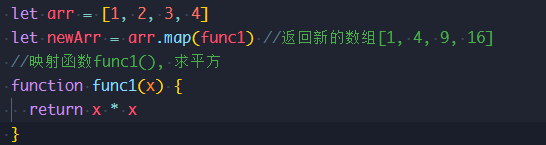 let arr = [1, 2, 3, 4]
let newArr = arr.map(func1) //返回新的数组[1, 4, 9, 16]
//映射函数func1(), 求平方
function func1(x) {
  return x * x
}